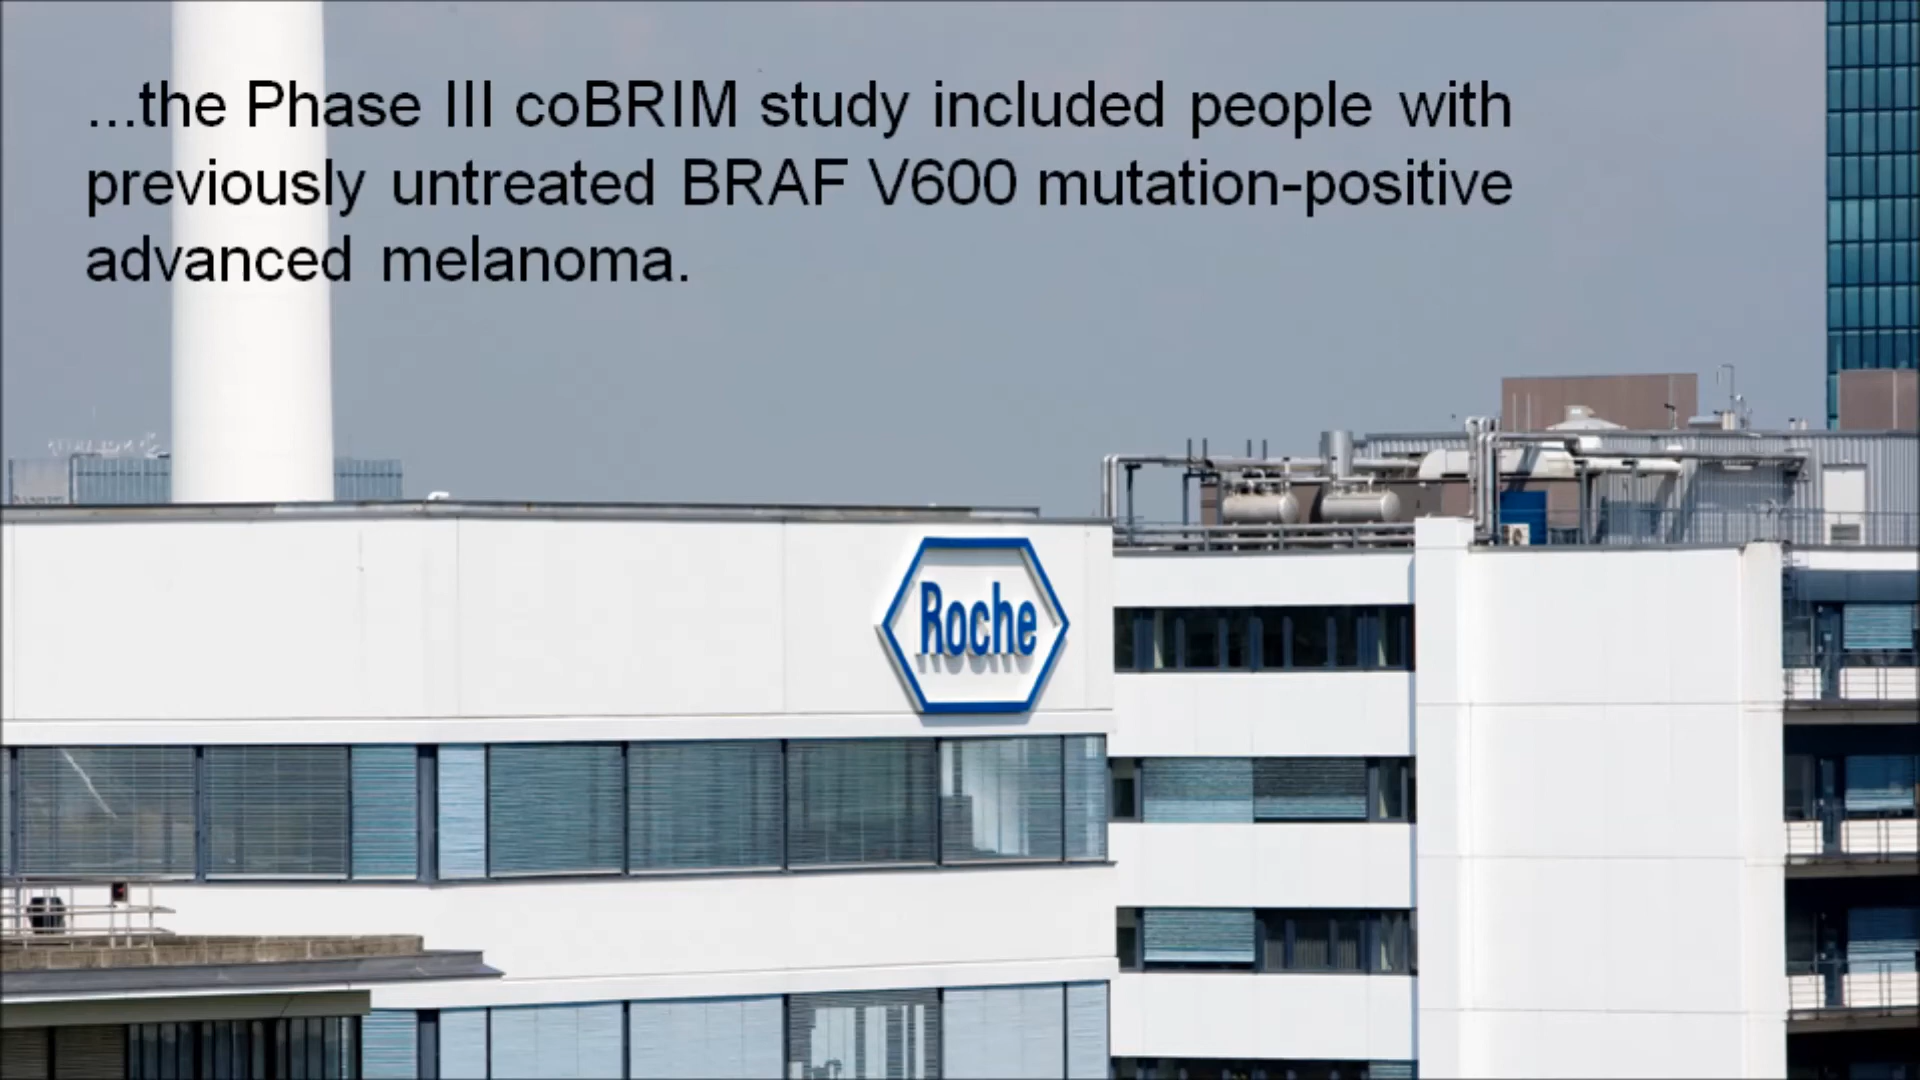 ...the Phase III coBRIM study included people with
previously untreated BRAF V600 mutation-positive
advanced melanoma.
Roche